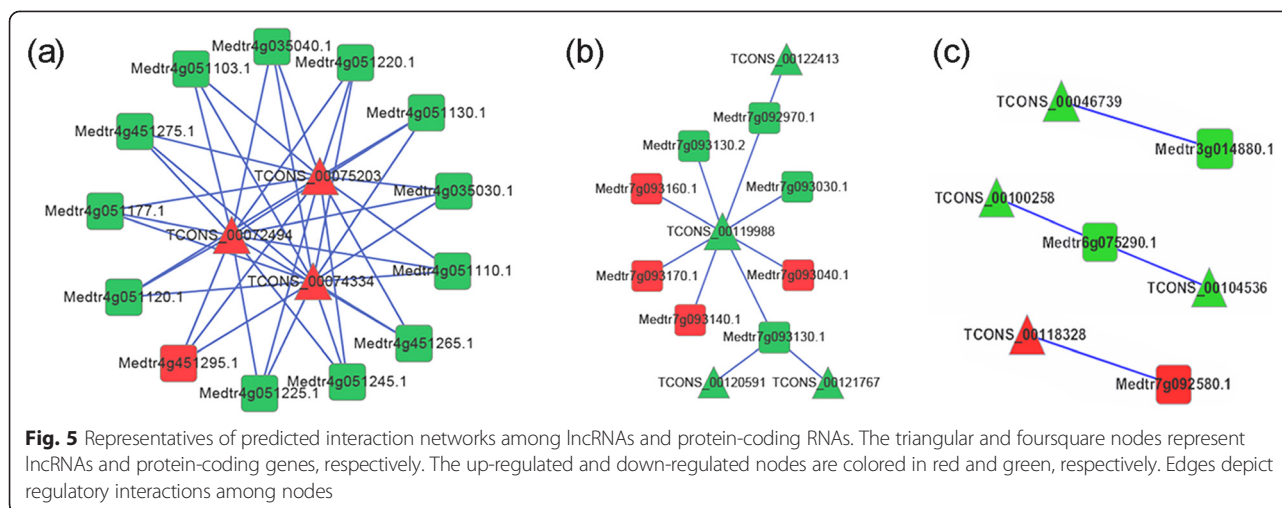 (a)
Medtr4g035040.1
Medtr4g051103.1
Medtr4g051220.1
Medtr4g051130.1
Medtr4g451275.1
TCONS_00075203
Medtr4g035030.1
Medtr4g051177.1
TCONS_00072494
Medtr4g051110.1
TCONS_00074334
Medtr4g051120.1
Medtr4g451265.1
Medtr4g451295.1
Medtr4g051245.1
Medtr4g051225.1
(b)
TCONS_00122413
Medtr7g092970.1
Medtr7g093130.2
Medtr7g093160.1
Medtr7g093030.1
TCONS_00119988
Medtr7g093170.1
Medtr7g093040.1
Medtr7g093140.1
Medtr7g093130.1
TCONS_00120591
TCONS_00121767
(c)
TCONS_00046739
Medtr3g014880.1
TCONS_00100258
Medtr6g075290.1
TCONS_00104536
TCONS_00118328
Medtr7g092580.1
Fig. 5 Representatives of predicted interaction networks among lncRNAs and protein-coding RNAs. The triangular and foursquare nodes represent
lncRNAs and protein-coding genes, respectively. The up-regulated and down-regulated nodes are colored in red and green, respectively. Edges depict
regulatory interactions among nodes